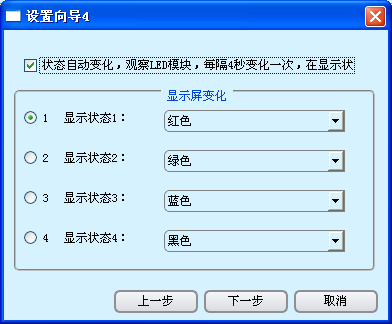 设置向导4
状态自动变化，观察LED模块，每隔4秒变化一次，在显示状
显示屏变化
1 显示状态1： 红色
2 显示状态2： 绿色
3 显示状态3： 蓝色
4 显示状态4： 黑色
上一步 下一步 取消